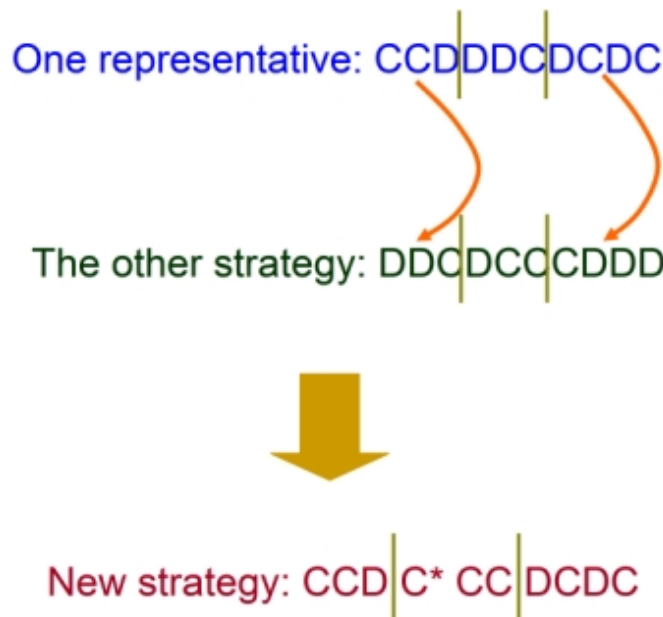 One representative: CCDDDCDCDC
The other strategy: DDCDCCCDDD
New strategy: CCD C* CC DCDC